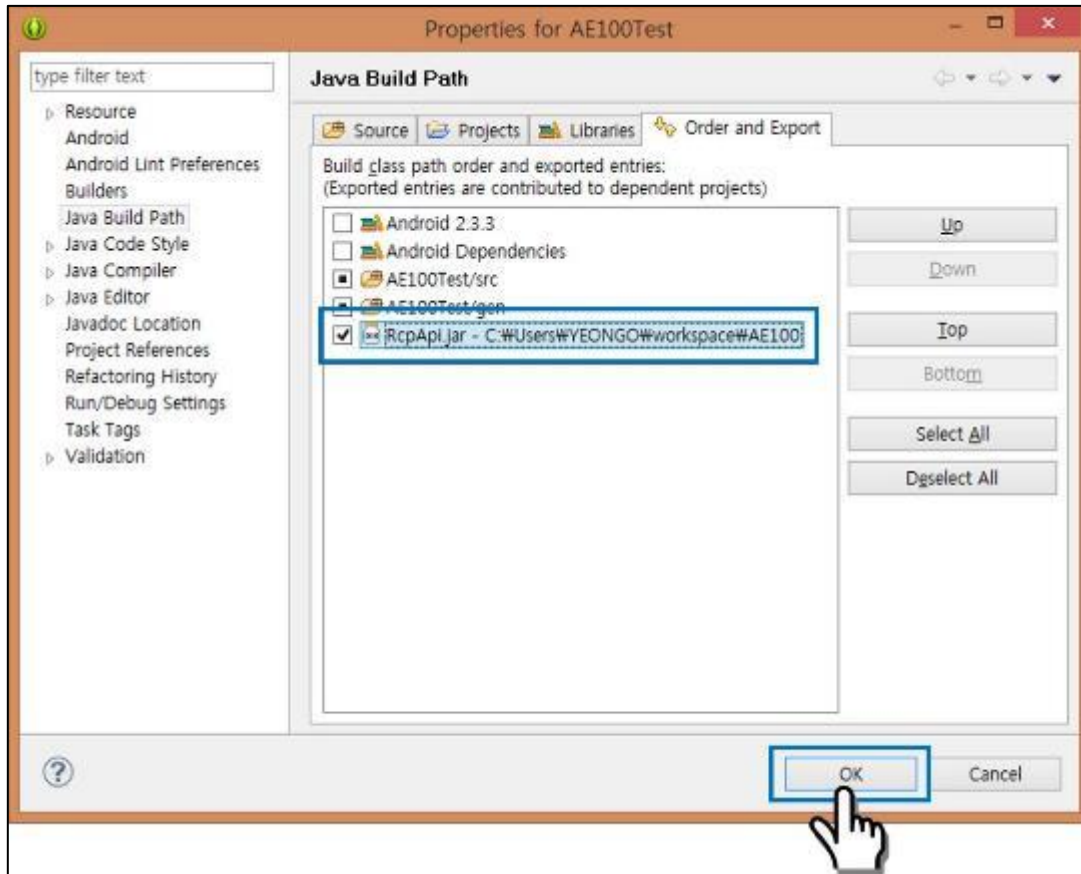 Properties for AE100Test
type filter text
Resource
Android
Android Lint Preferences
Builders
Java Build Path
Java Code Style
Java Compiler
Java Editor
Javadoc Location
Project References
Refactoring History
Run/Debug Settings
Task Tags
Validation
Java Build Path
Source
Projects
Libraries
Order and Export
Build class path order and exported entries:
(Exported entries are contributed to dependent projects)
Android 2.3.3
Android Dependencies
AE100Test/src
AE100Test/gen
RcpApi.jar - C:₩Users₩YEONGO₩workspace₩AE100
Up
Down
Top
Bottom
Select All
Deselect All
?
OK
Cancel